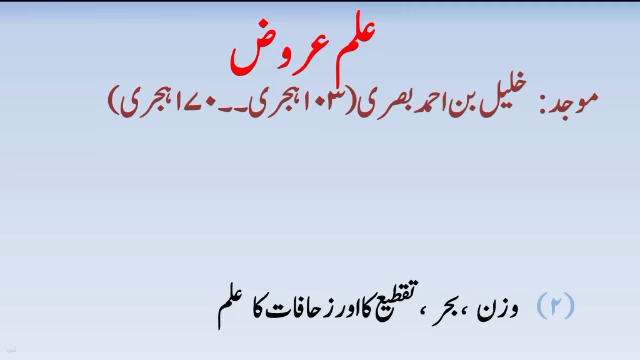 علم عروض
موجد: خلیل بن احمد بصری (۱۰۳ ہجری۔۔۱۷۰ ہجری)
(۲) وزن ، بحر ، تقطیع کا اور زحافات کا علم